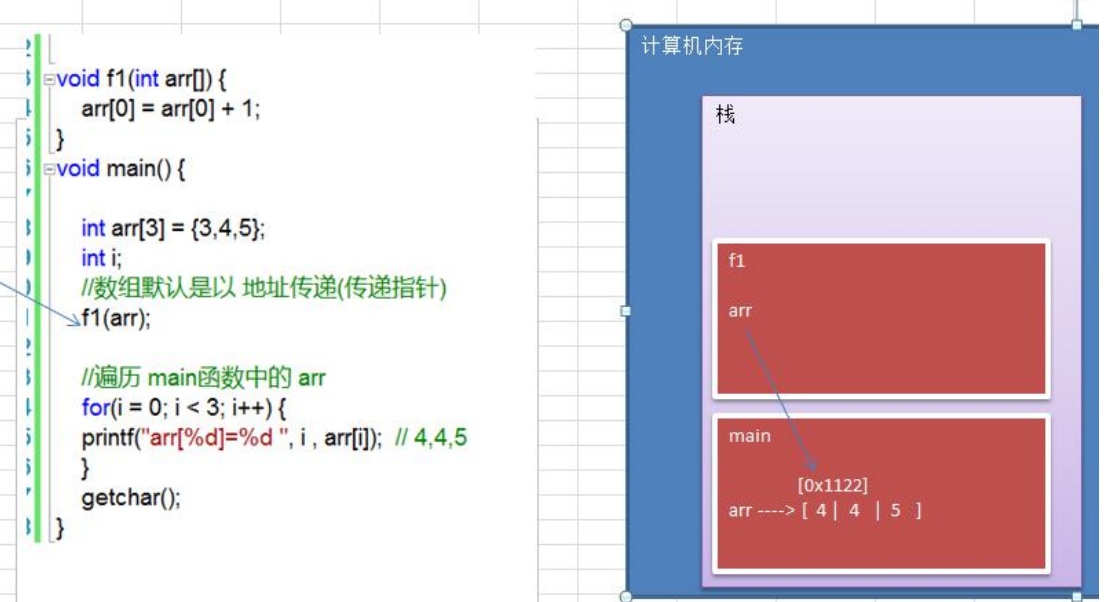 void f1(int arr[]) {
arr[0] = arr[0] + 1;
}
void main() {
int arr[3] = {3,4,5};
int i;
//数组默认是以 地址传递(传递指针)
f1(arr);
//遍历 main函数中的 arr
for(i = 0; i < 3; i++) {
printf("arr[%d]=%d ", i , arr[i]); // 4,4,5
}
getchar();
}
计算机内存
栈
f1
arr
main
[0x1122]
arr ----> [ 4 | 4 | 5 ]